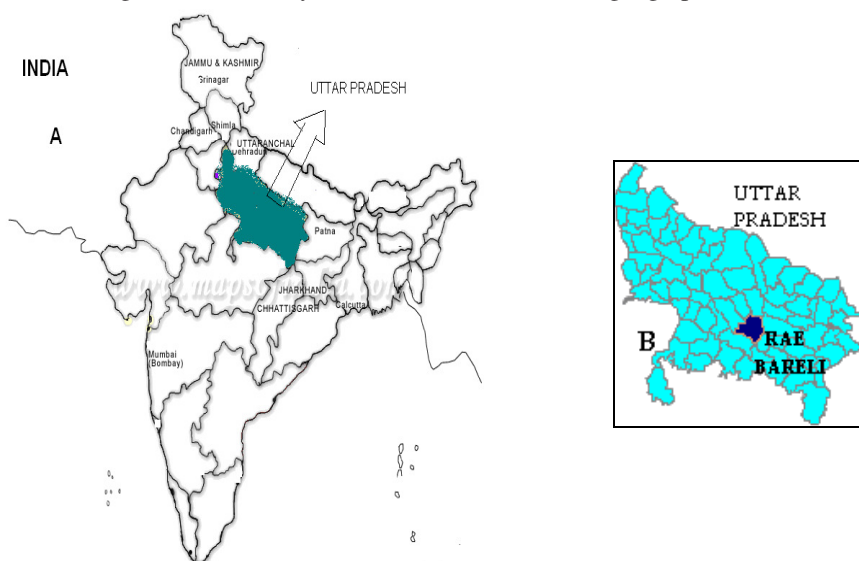 INDIA
A
JAMMU & KASHMIR
Srinagar
UTTAR PRADESH
Shimla
Chandigarh
UTTARANCHAL
Dehradun
Patna
JHARKHAND
CHHATTISGARH
Calcutta
Mumbai
(Bombay)
UTTAR
PRADESH
B
RAE
BARELI